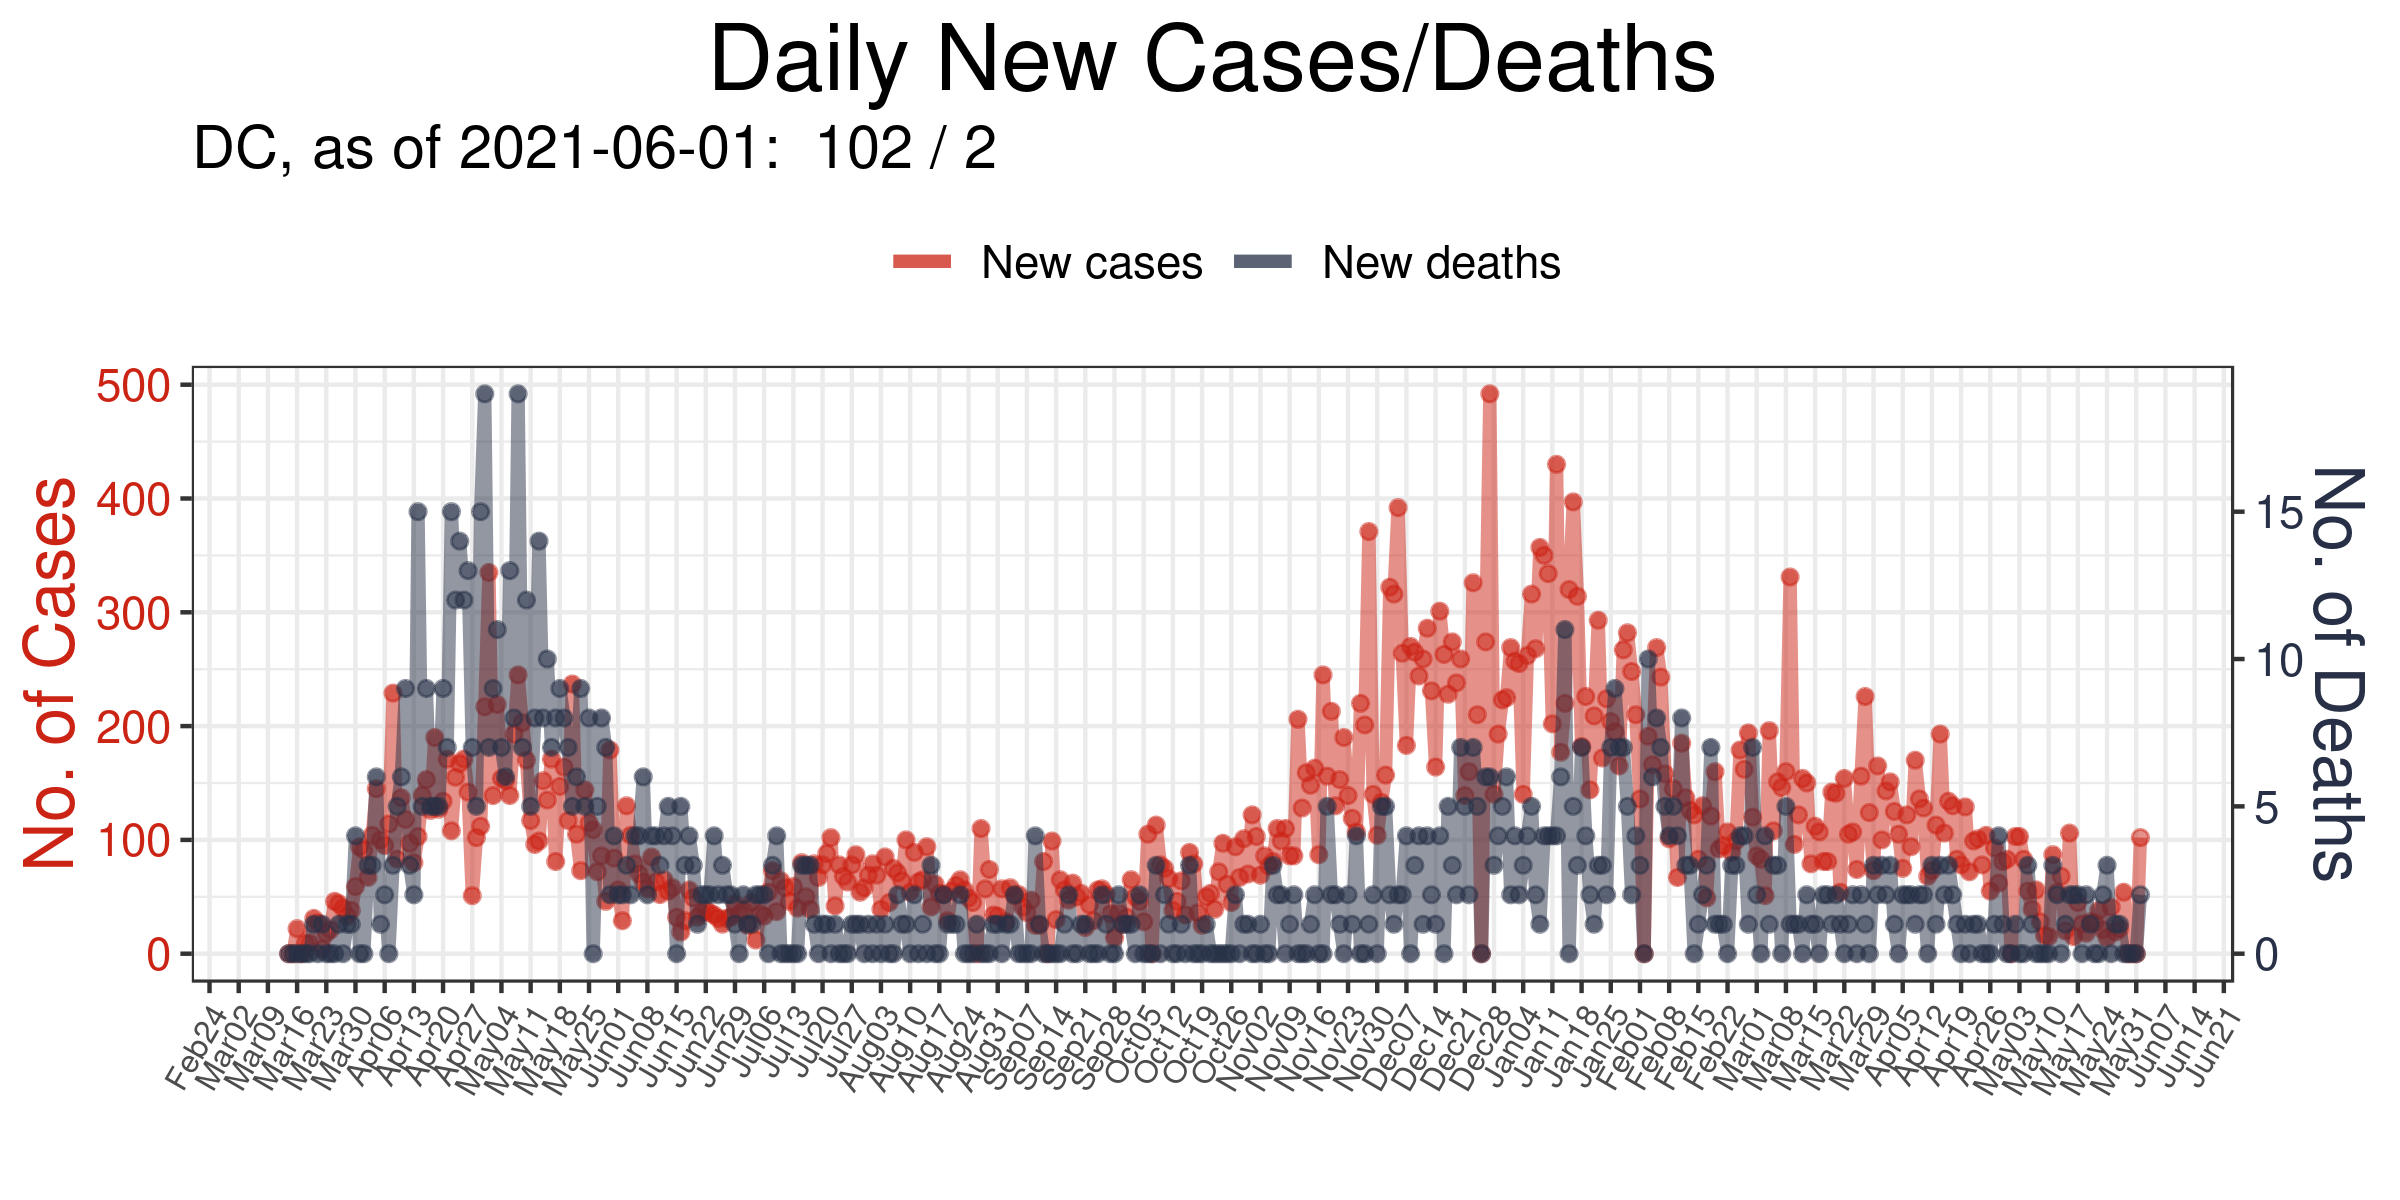 Daily New Cases/Deaths
DC, as of 2021-06-01:  102 / 2
New cases New deaths
No. of Cases
500
400
300
200
100
0
15
10
5
0
No. of Deaths
Feb24 Mar02 Mar09 Mar16 Mar23 Mar30 Apr06 Apr13 Apr20 Apr27 May04 May11 May18 May25 Jun01 Jun08 Jun15 Jun22 Jun29 Jul06 Jul13 Jul20 Jul27 Aug03 Aug10 Aug17 Aug24 Aug31 Sep07 Sep14 Sep21 Sep28 Oct05 Oct12 Oct19 Oct26 Nov02 Nov09 Nov16 Nov23 Nov30 Dec07 Dec14 Dec21 Dec28 Jan04 Jan11 Jan18 Jan25 Feb01 Feb08 Feb15 Feb22 Mar01 Mar08 Mar15 Mar22 Mar29 Apr05 Apr12 Apr19 Apr26 May03 May10 May17 May24 May31 Jun07 Jun14 Jun21